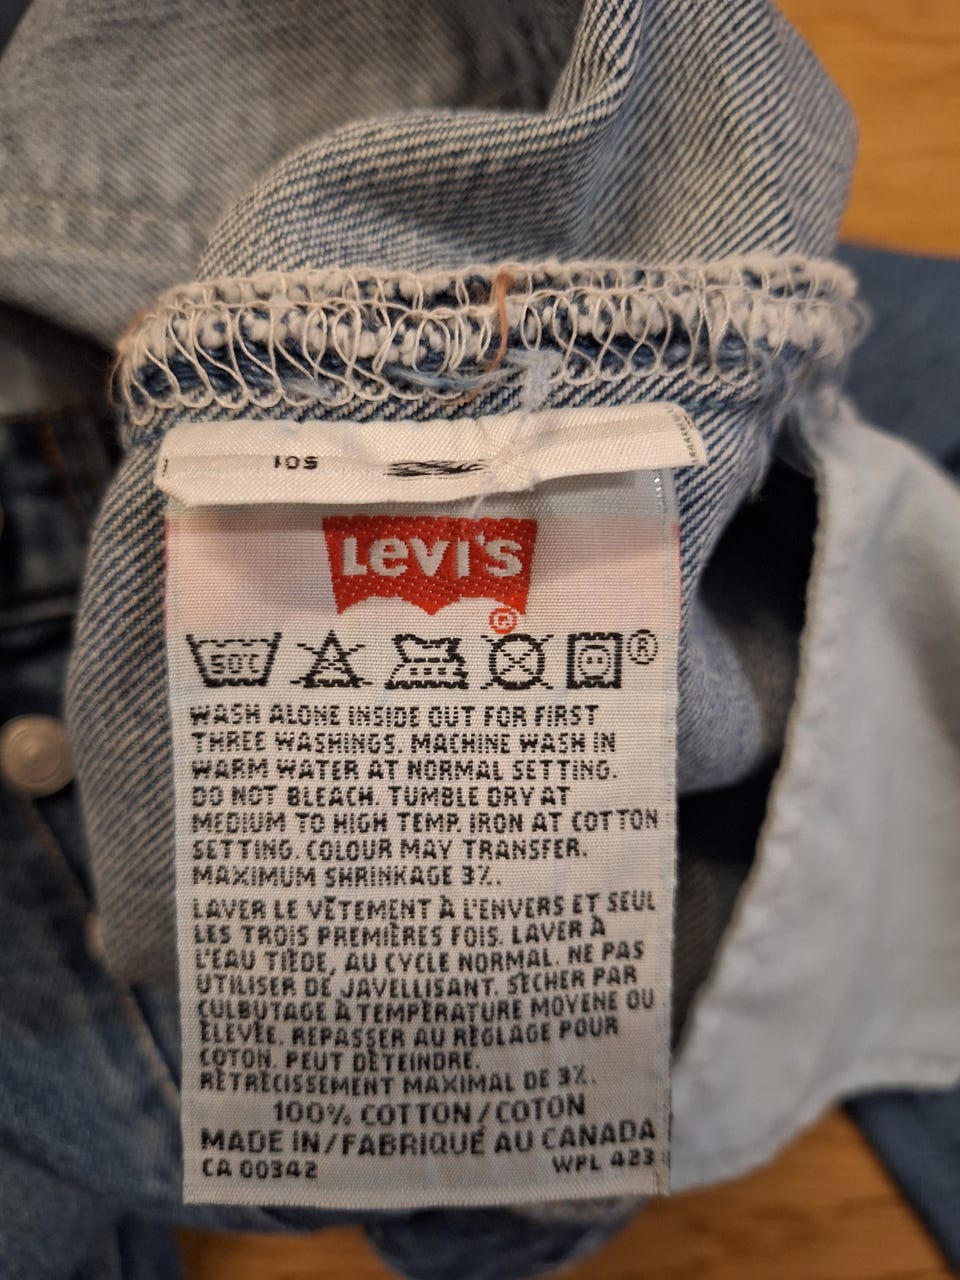 501
Levi's
®
50°C
®
WASH ALONE INSIDE OUT FOR FIRST
THREE WASHINGS. MACHINE WASH IN
WARM WATER AT NORMAL SETTING.
DO NOT BLEACH. TUMBLE DRY AT
MEDIUM TO HIGH TEMP. IRON AT COTTON
SETTING. COLOUR MAY TRANSFER.
MAXIMUM SHRINKAGE 3%.
LAVER LE VÊTEMENT À L'ENVERS ET SEUL
LES TROIS PREMIÈRES FOIS. LAVER À
L'EAU TIÈDE, AU CYCLE NORMAL. NE PAS
UTILISER DE JAVELLISANT. SÉCHER PAR
CULBUTAGE À TEMPÉRATURE MOYENE OU
ÉLEVÉE. REPASSER AU RÉGLAGE POUR
COTON. PEUT DÉTEINDRE.
RÉTRÉCISSEMENT MAXIMAL DE 3%.
100% COTTON / COTON
MADE IN/FABRIQUÉ AU CANADA
CA 00342 WPL 423